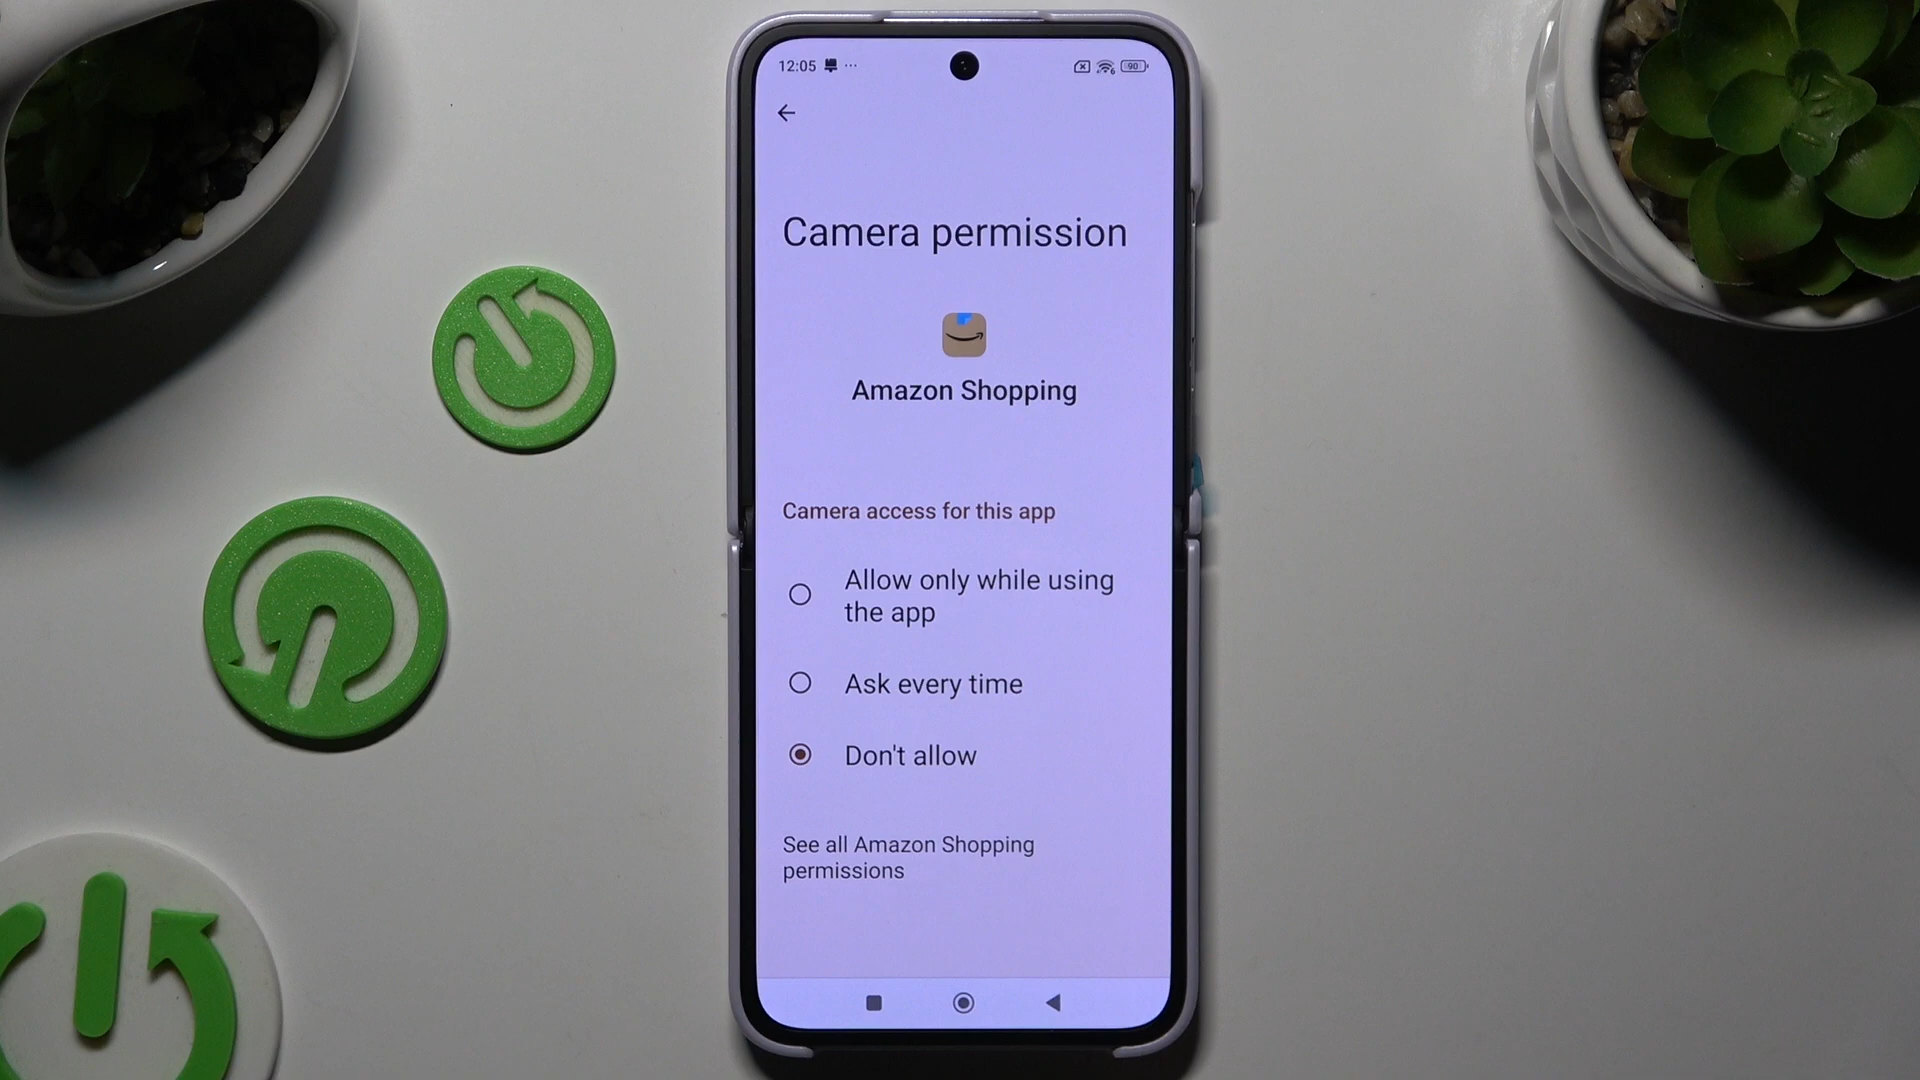 12:05 ··· 90
Camera permission
Amazon Shopping
Camera access for this app
Allow only while using
the app
Ask every time
Don't allow
See all Amazon Shopping
permissions